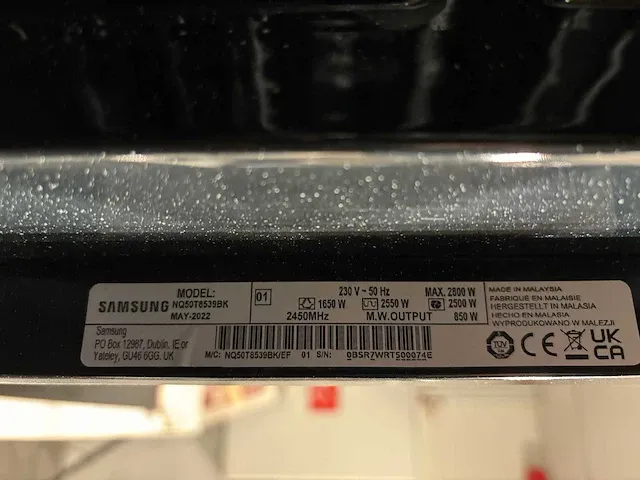 SAMSUNG
MODEL:
NQ50T8539BK
MAY-2022
01
230 V ~ 50 Hz MAX. 2800 W
1650 W 2550 W 2500 W
2450MHz M.W.OUTPUT 850 W
MADE IN MALAYSIA
FABRIQUÉ EN MALAISIE
HERGESTELLT IN MALASIA
HECHO EN MALASIA
WYPRODUKOWANO W MALEZJI
Samsung
PO Box 12987, Dublin. IE or
Yateley, GU46 6GG. UK
M/C: NQ50T8539BK/EF 01 S/N: 0BSR7WRT500074E
TÜV
CE
UK
CA